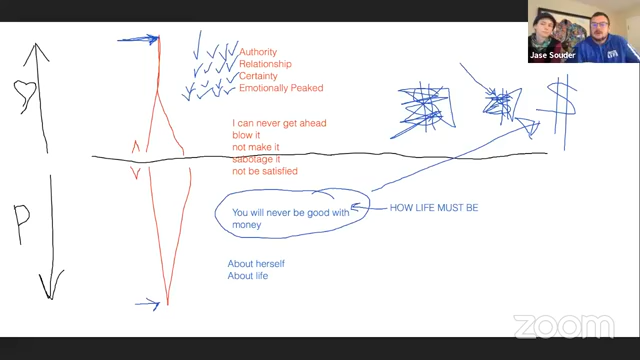 Jase Souder
Authority
Relationship
Certainty
Emotionally Peaked
$
I can never get ahead
blow it
not make it
sabotage it
not be satisfied
P
You will never be good with
money
HOW LIFE MUST BE
About herself
About life
zoom